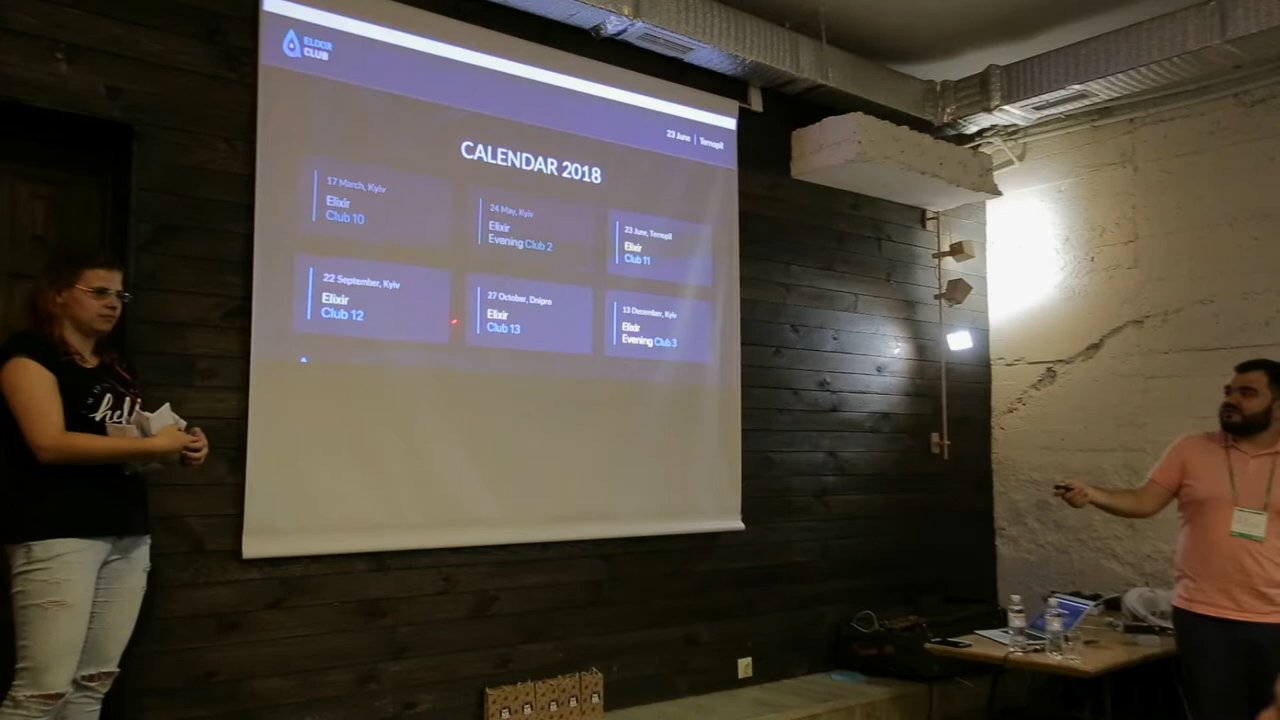 ELIXIR
CLUB
23 June | Ternopil
CALENDAR 2018
17 March, Kyiv
Elixir
Club 10
24 May, Kyiv
Elixir
Evening Club 2
23 June, Ternopil
Elixir
Club 11
22 September, Kyiv
Elixir
Club 12
27 October, Dnipro
Elixir
Club 13
13 December, Kyiv
Elixir
Evening Club 3